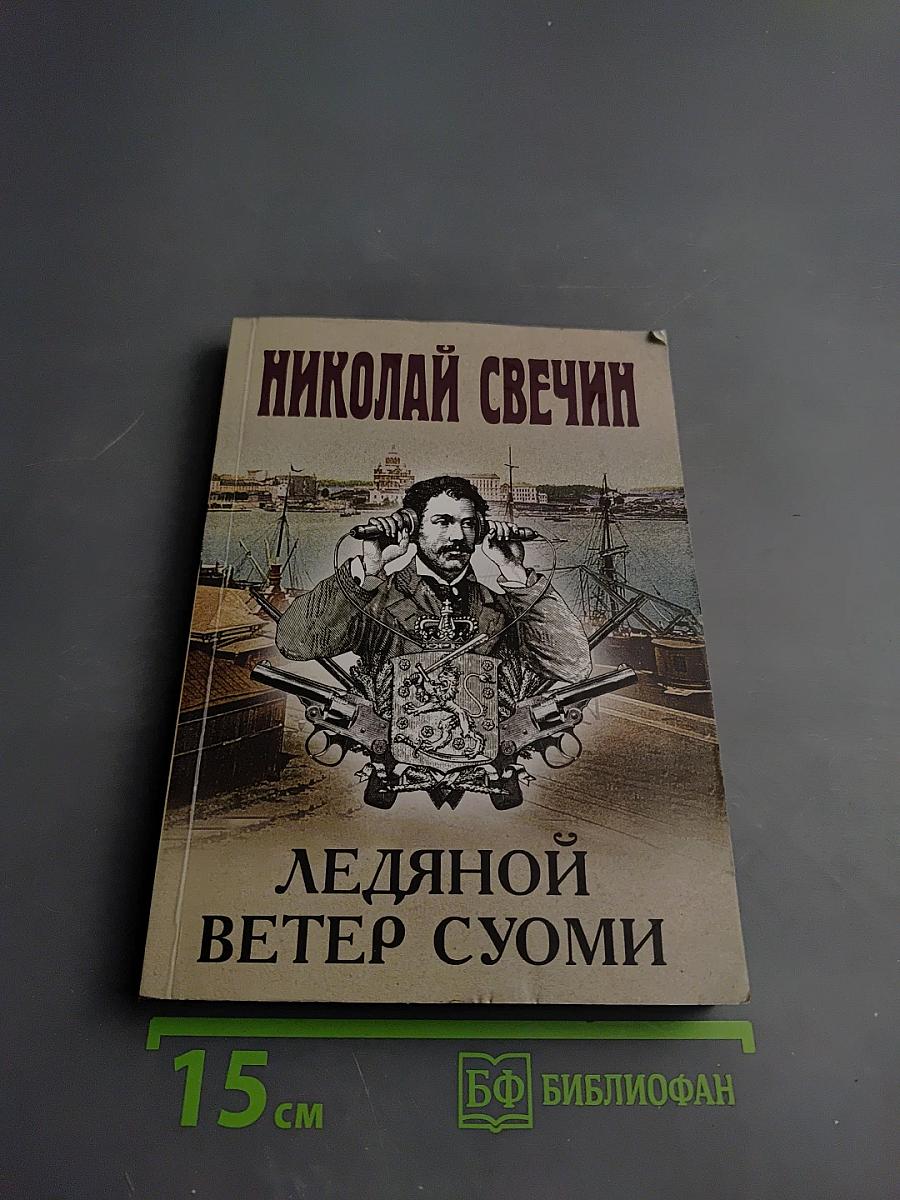 НИКОЛАЙ СВЕЧИН
ЛЕДЯНОЙ
ВЕТЕР СУОМИ
15 см
БФ БИБЛИОФАН